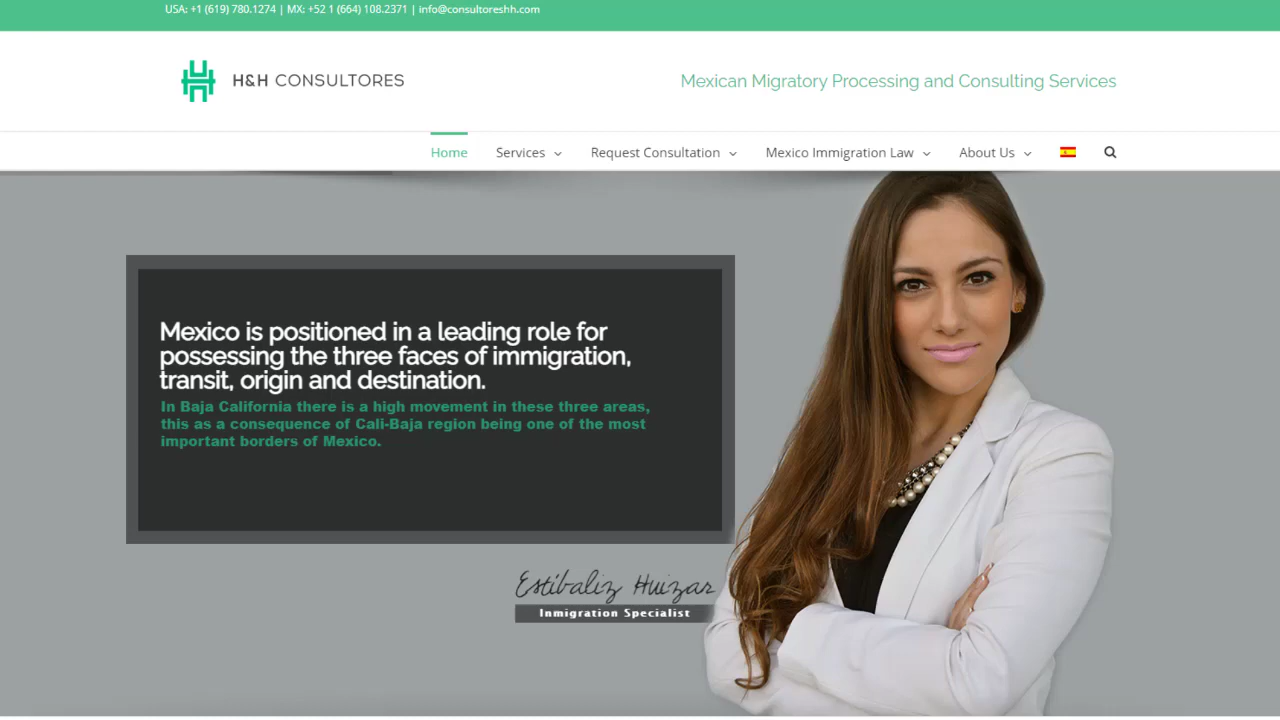 USA: +1 (619) 780.1274 | MX: +52 1 (664) 108.2371 | info@consultoreshh.com
H&H CONSULTORES
Mexican Migratory Processing and Consulting Services
Home Services Request Consultation Mexico Immigration Law About Us
Mexico is positioned in a leading role for
possessing the three faces of immigration,
transit, origin and destination.
In Baja California there is a high movement in these three areas,
this as a consequence of Cali-Baja region being one of the most
important borders of Mexico.
Estibaliz Huizar
Inmigration Specialist